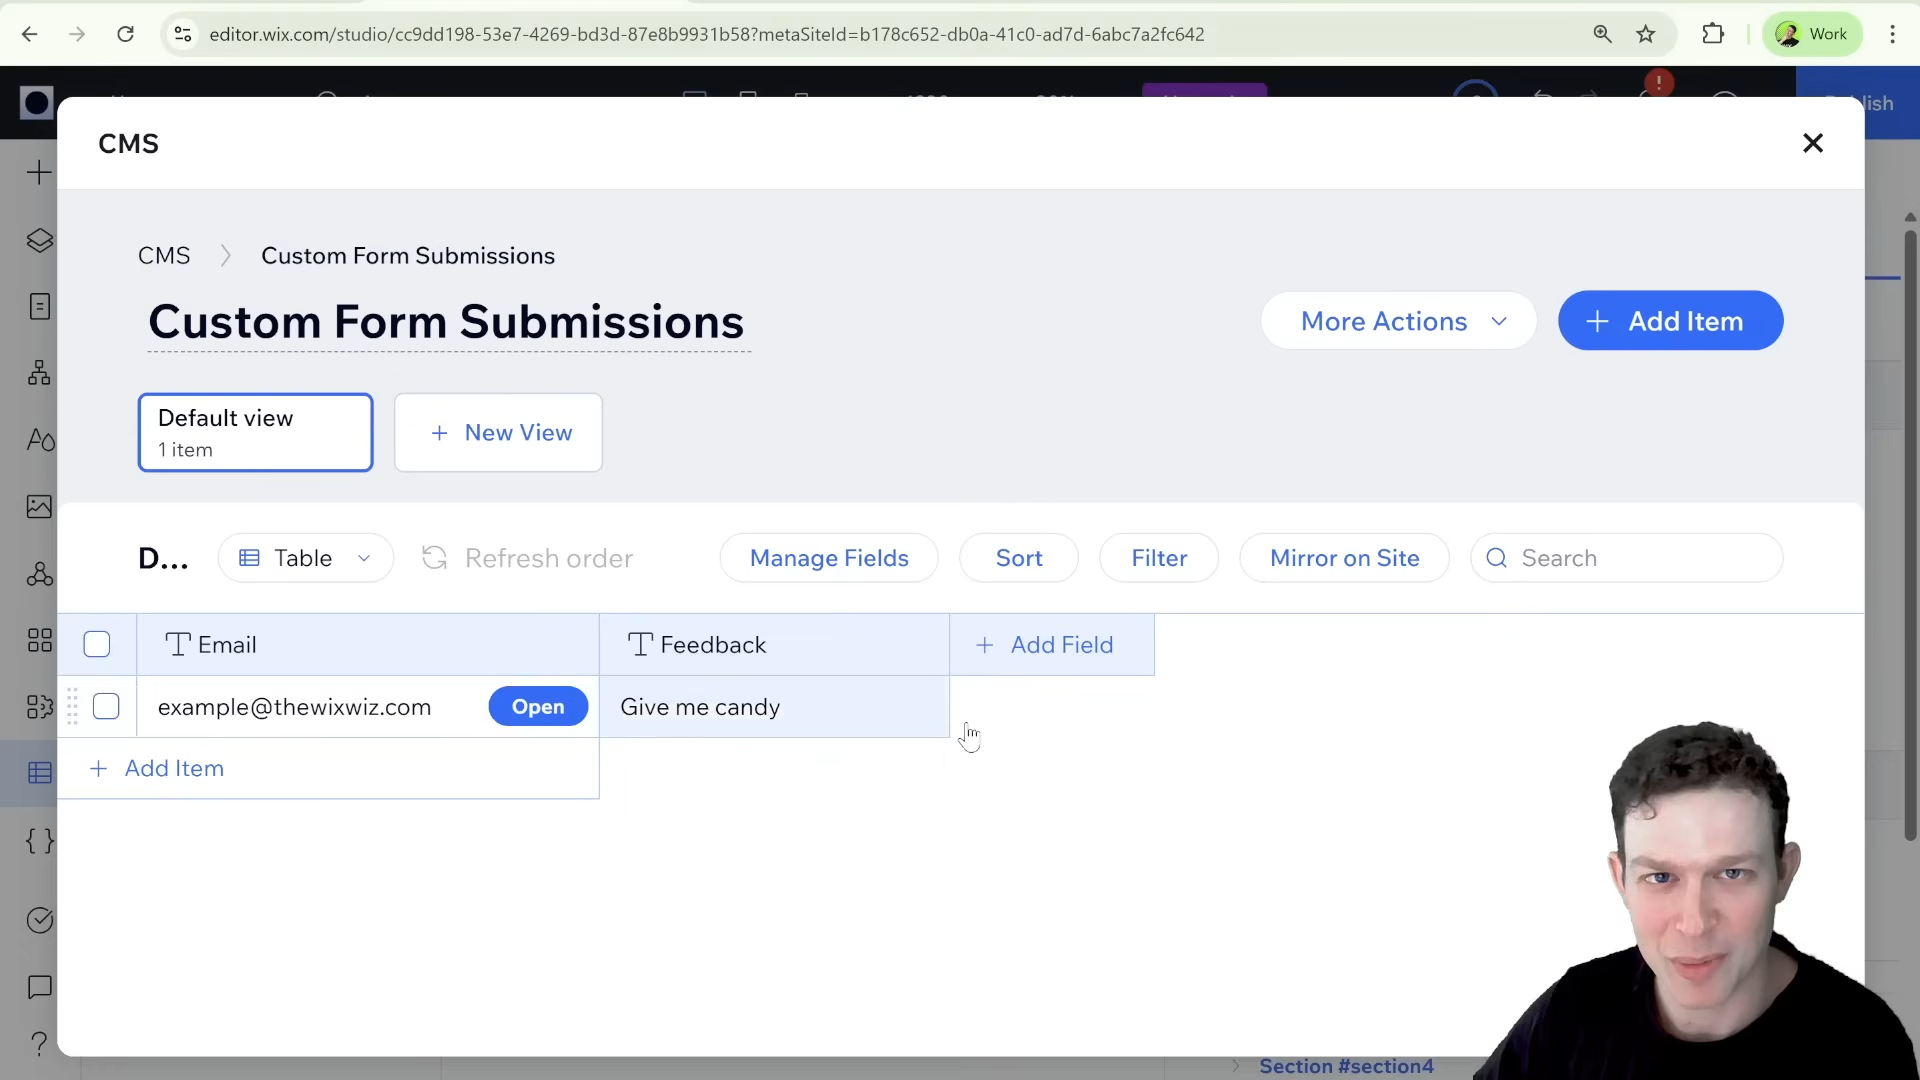 editor.wix.com/studio/cc9dd198-53e7-4269-bd3d-87e8b9931b58?metaSiteId=b178c652-db0a-41c0-ad7d-6abc7a2fc642
Work
CMS
CMS > Custom Form Submissions
Custom Form Submissions
More Actions
+ Add Item
Default view
1 item
+ New View
D...
Table
Refresh order
Manage Fields
Sort
Filter
Mirror on Site
Search
Email
Feedback
+ Add Field
example@thewixwiz.com
Open
Give me candy
+ Add Item
Section #section4